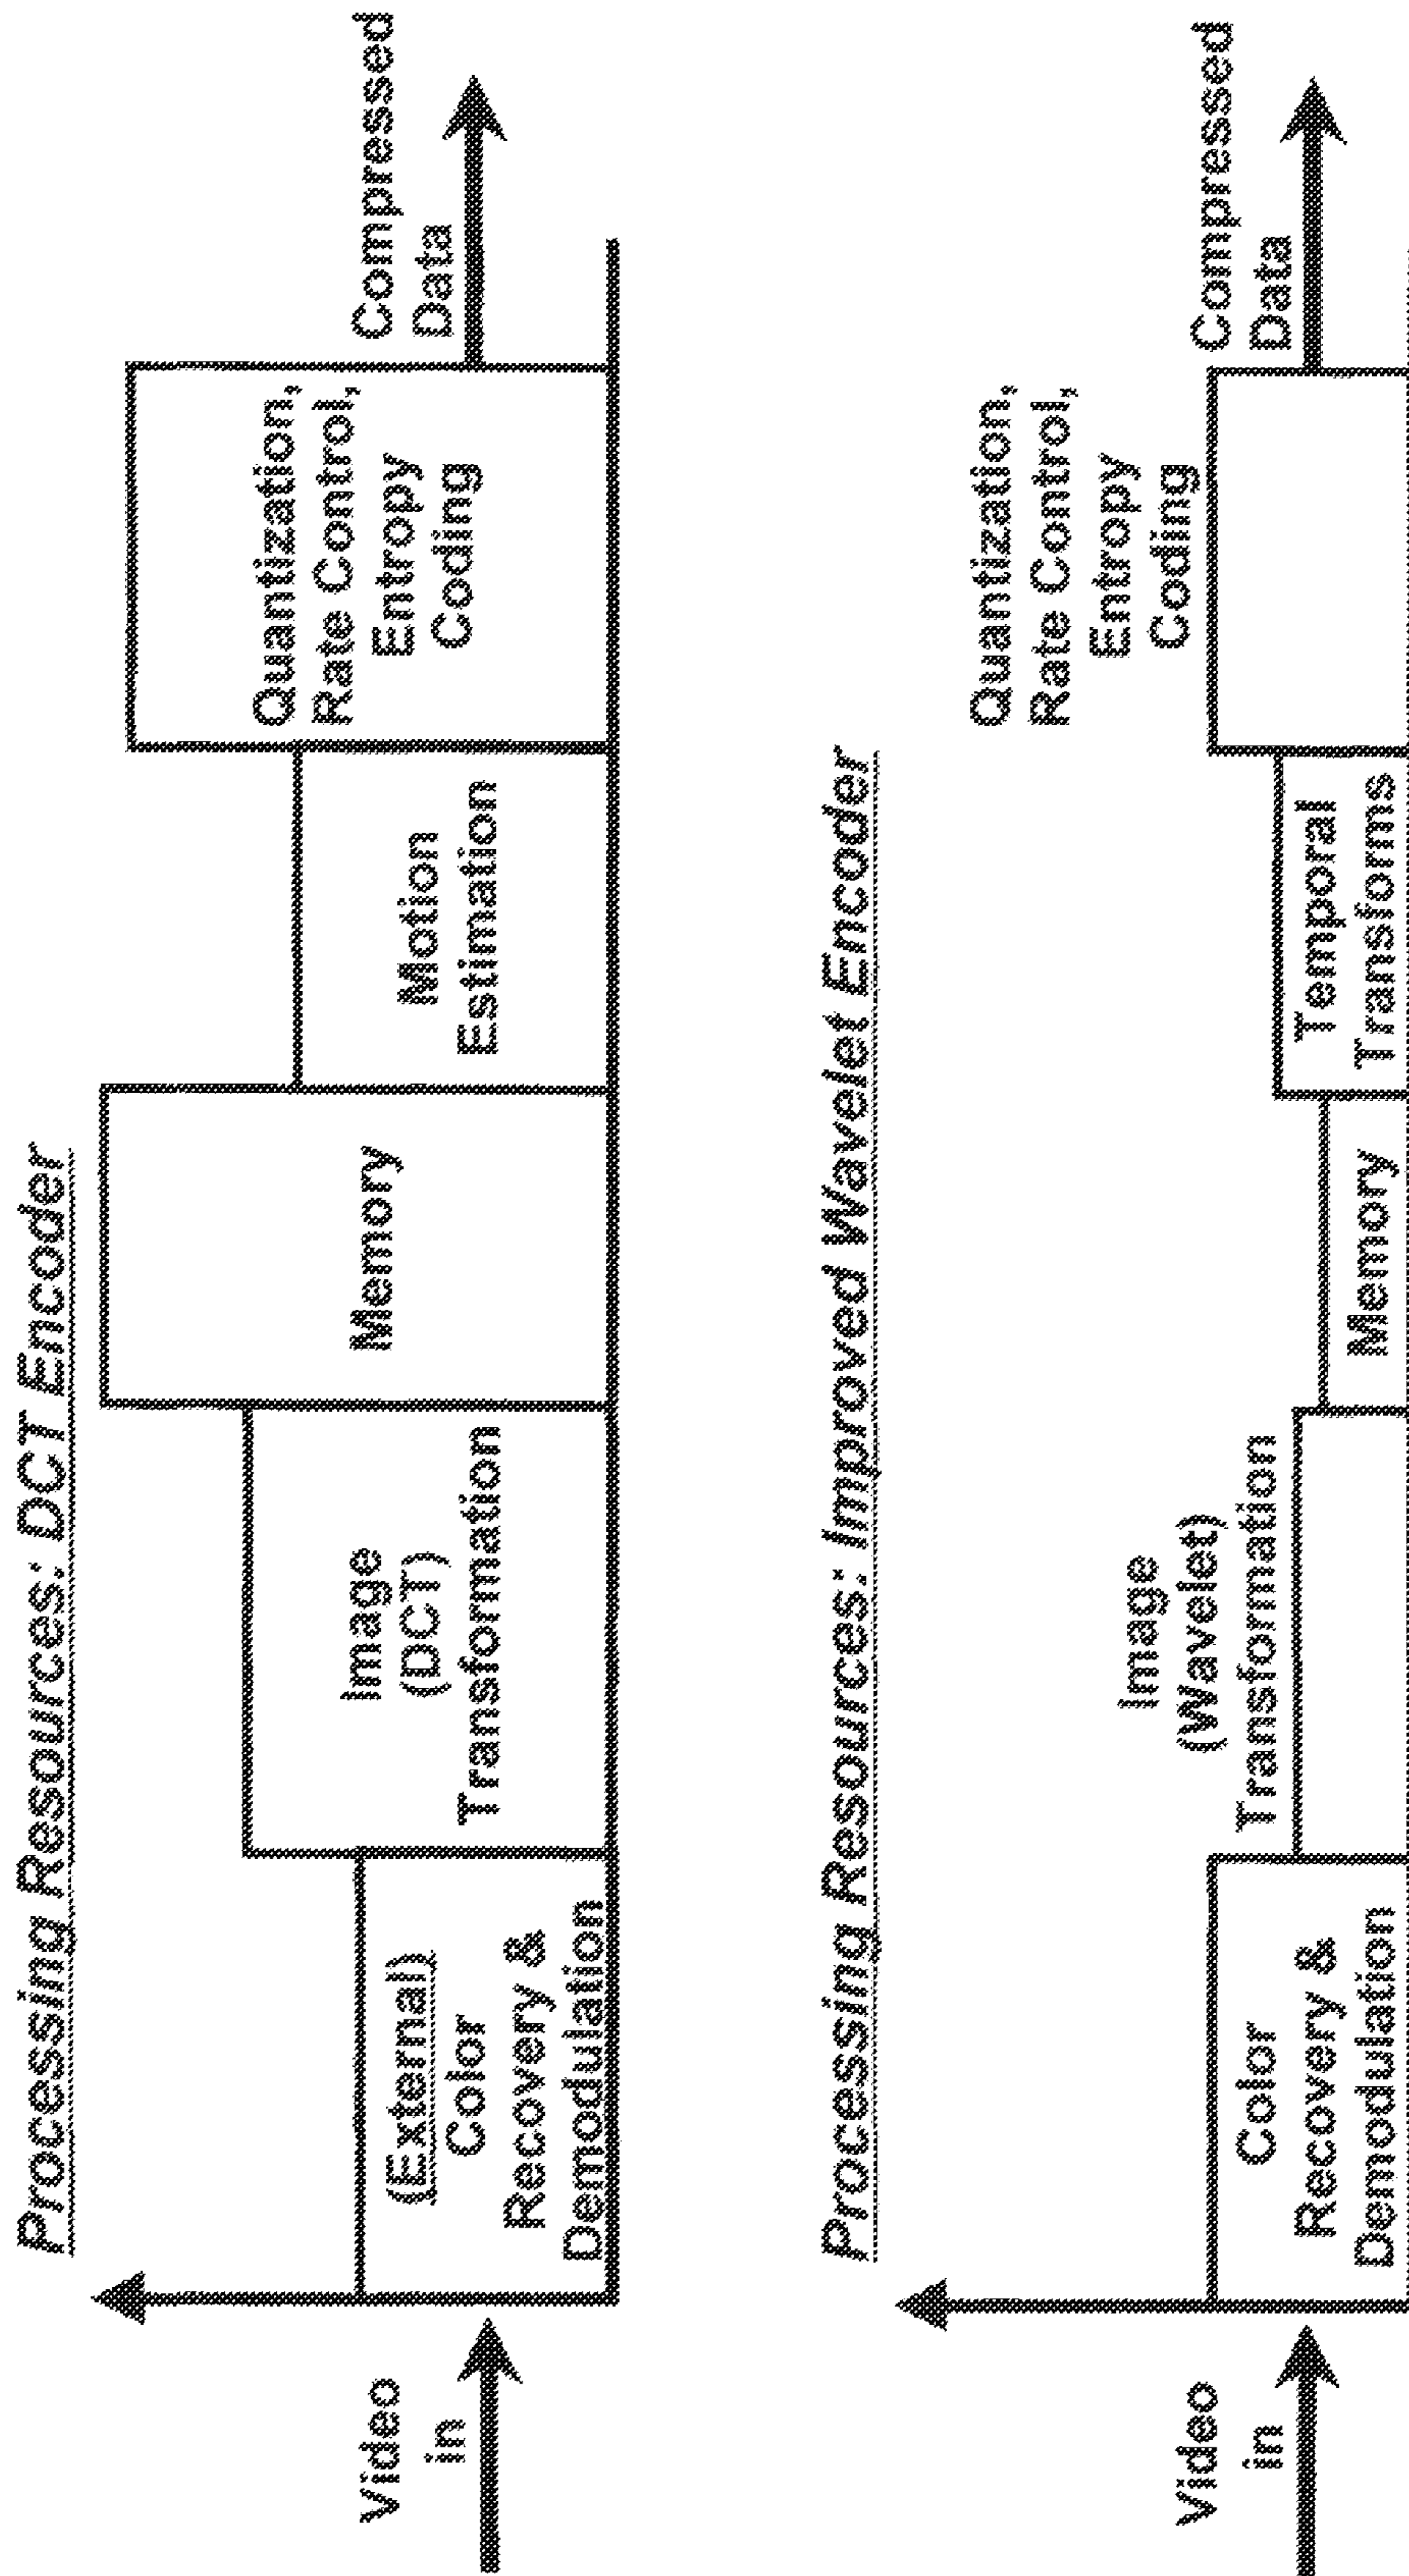 Processing Resources: DCT Encoder
Video
in
(External)
Color
Recovery &
Demodulation
Image
(DCT)
Transformation
Memory
Motion
Estimation
Quantization,
Rate Control,
Entropy
Coding
Compressed
Data
Processing Resources: Improved Wavelet Encoder
Video
in
Color
Recovery &
Demodulation
Image
(Wavelet)
Transformation
Memory
Temporal
Transforms
Quantization,
Rate Control,
Entropy
Coding
Compressed
Data